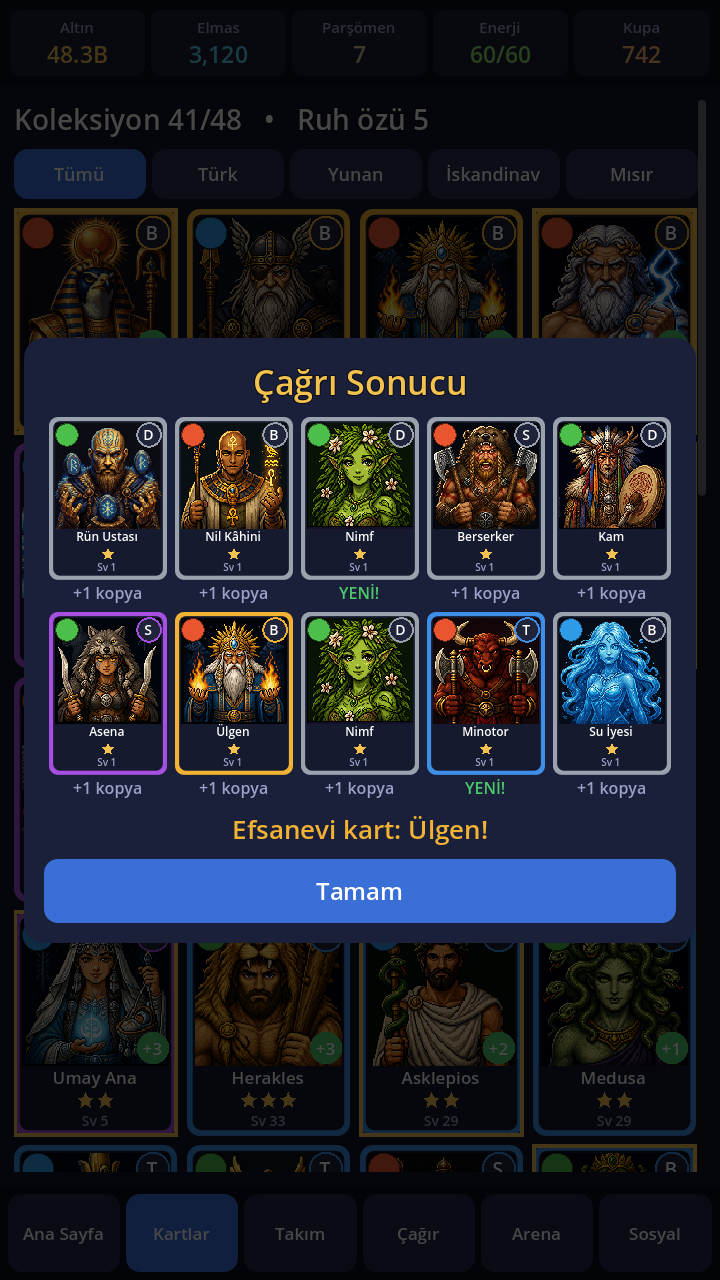 Altın Elmas Parşömen Enerji Kupa
48.3B 3,120 7 60/60 742
Koleksiyon 41/48 • Ruh özü 5
Tümü Türk Yunan İskandinav Mısır
B B B B
Çağrı Sonucu
D B D S D
Rün Ustası Nil Kâhini Nimf Berserker Kam
Sv 1 Sv 1 Sv 1 Sv 1 Sv 1
+1 kopya +1 kopya YENİ! +1 kopya +1 kopya
S B D T B
Asena Ülgen Nimf Minotor Su İyesi
Sv 1 Sv 1 Sv 1 Sv 1 Sv 1
+1 kopya +1 kopya +1 kopya YENİ! +1 kopya
Efsanevi kart: Ülgen!
Tamam
+3 +3 +2 +1
Umay Ana Herakles Asklepios Medusa
Sv 5 Sv 33 Sv 29 Sv 29
T T S B
Ana Sayfa Kartlar Takım Çağır Arena Sosyal